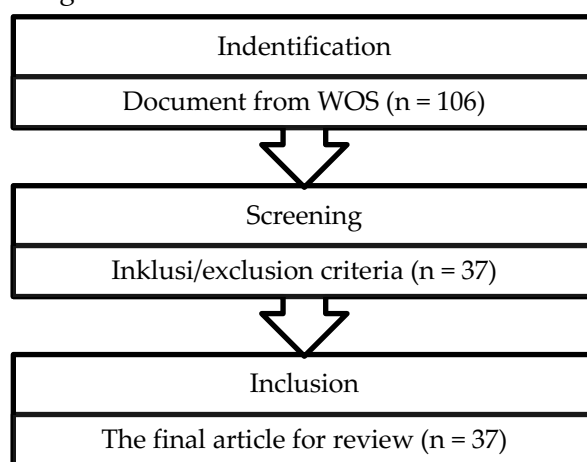 Indentification
Document from WOS (n = 106)
Screening
Inklusi/exclusion criteria (n = 37)
Inclusion
The final article for review (n = 37)